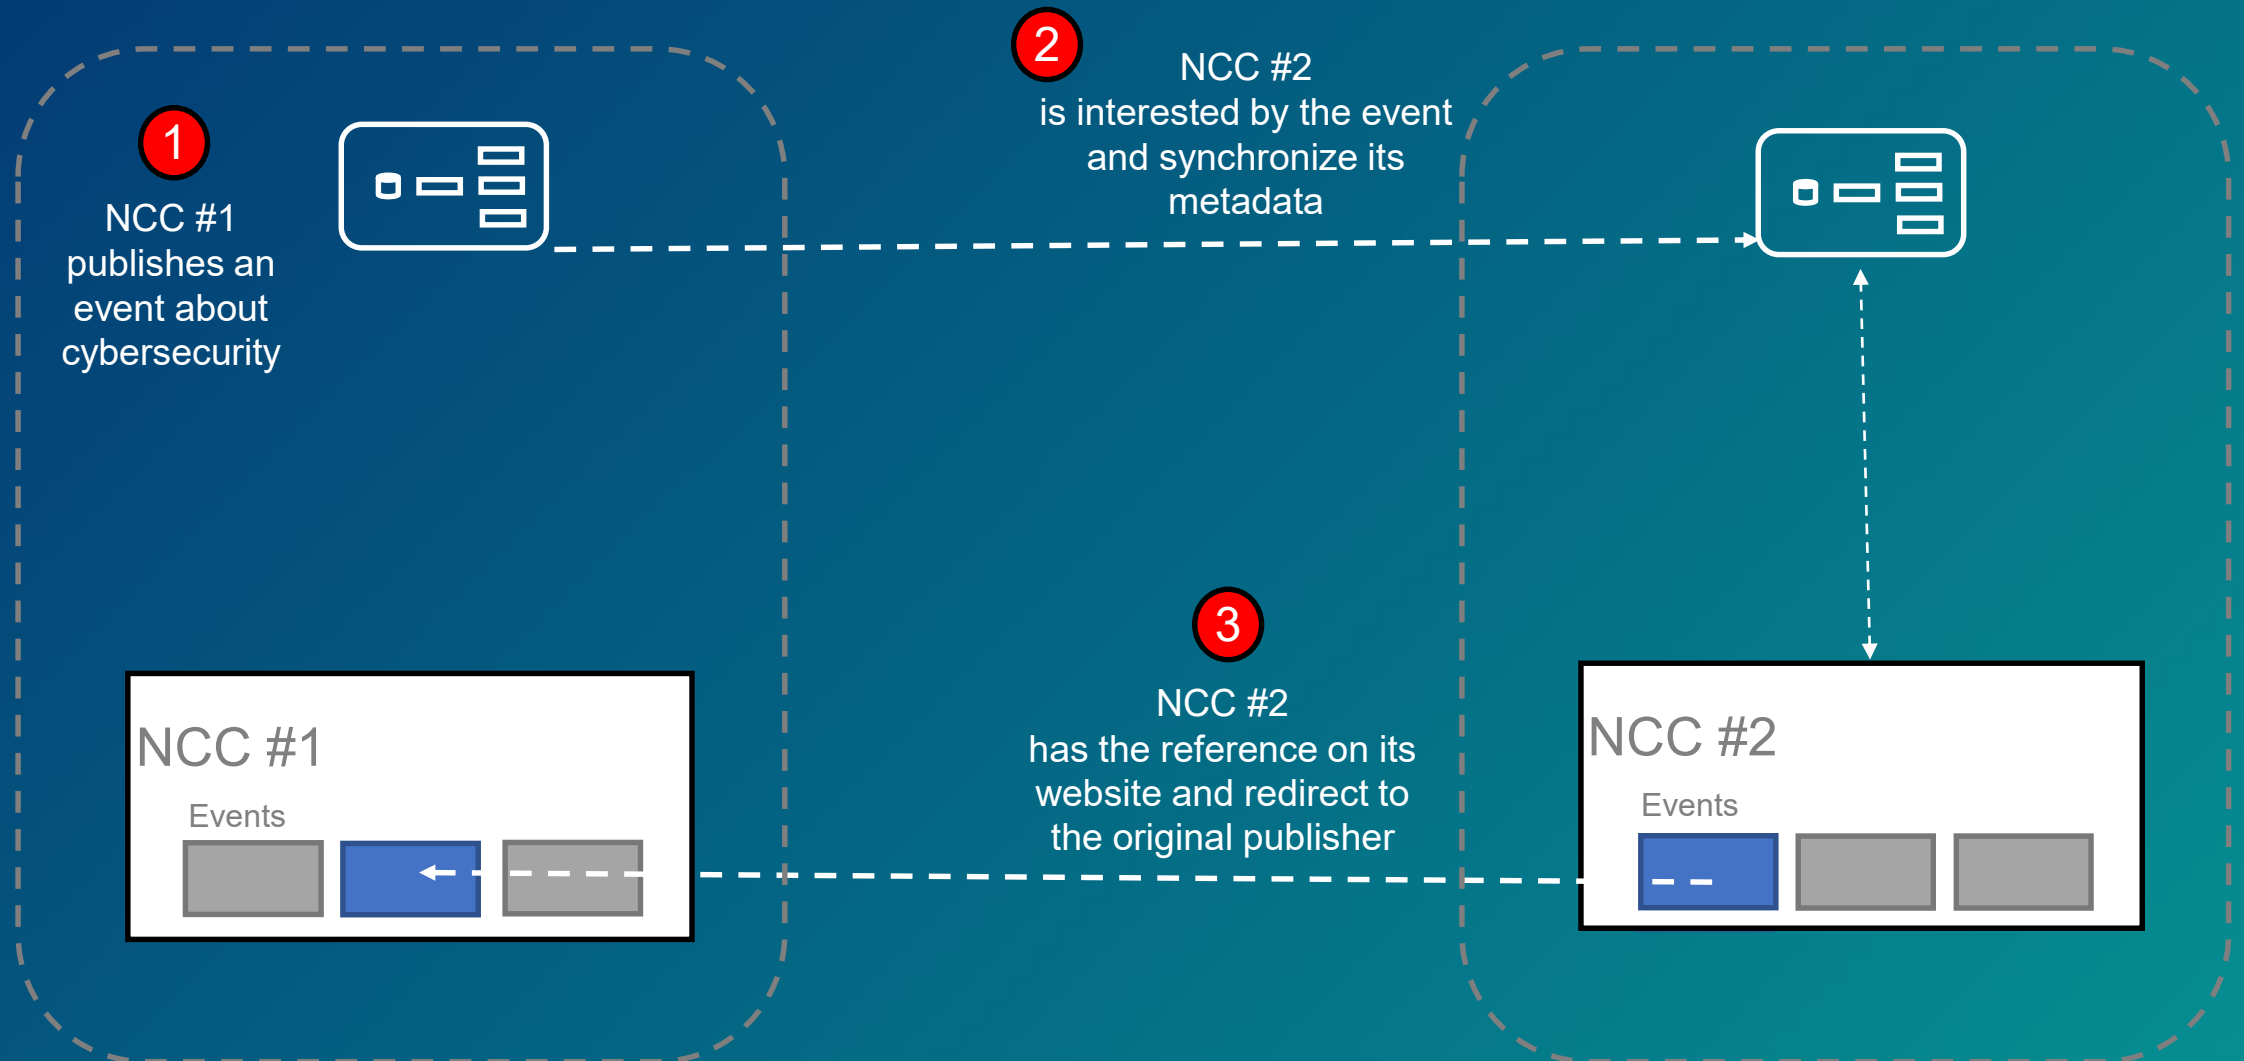 1
NCC #1
publishes an
event about
cybersecurity
2
NCC #2
is interested by the event
and synchronize its
metadata
3
NCC #2
has the reference on its
website and redirect to
the original publisher
NCC #1
Events
NCC #2
Events